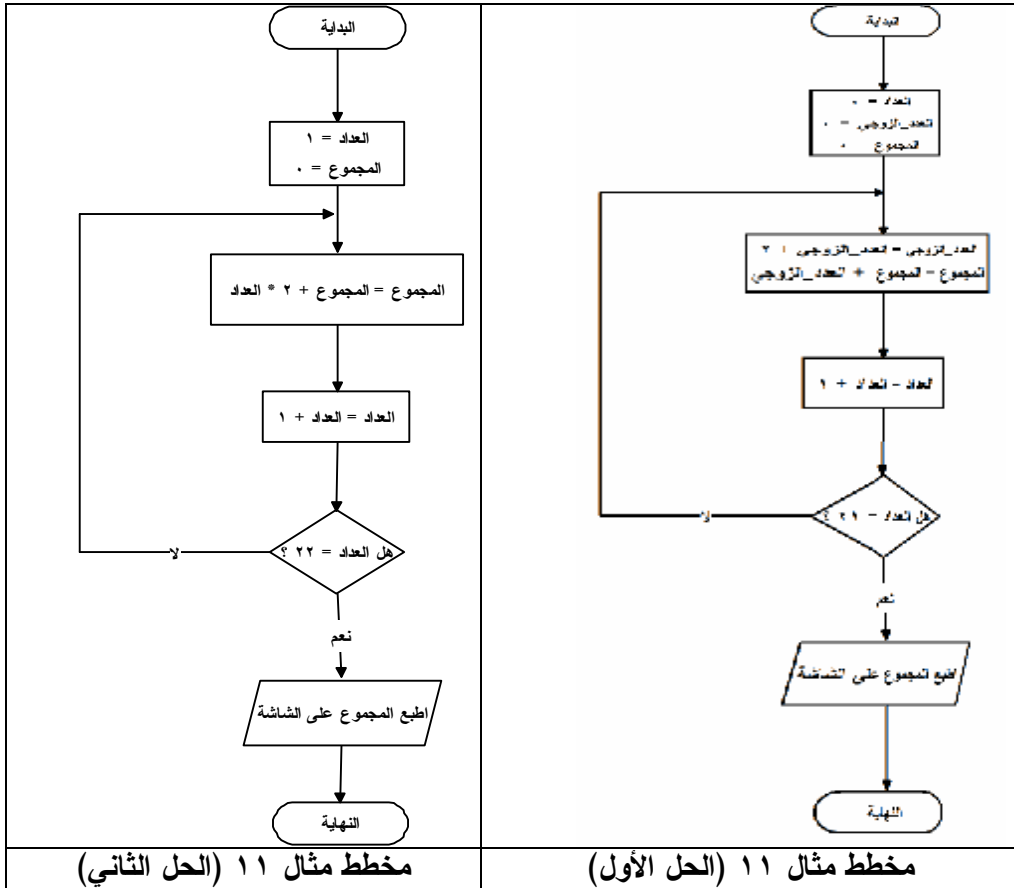 البداية
العداد = ٠
العدد_الزوجي = ٠
المجموع = ٠
العدد_الزوجي = العدد_الزوجي + ٢
المجموع = المجموع + العدد_الزوجي
العداد = العداد + ١
هل العداد = ٢١ ؟
لا
نعم
اطبع المجموع على الشاشة
النهاية
مخطط مثال ١١ (الحل الأول)
البداية
العداد = ١
المجموع = ٠
المجموع = المجموع + ٢ * العداد
العداد = العداد + ١
هل العداد = ٢٢ ؟
لا
نعم
اطبع المجموع على الشاشة
النهاية
مخطط مثال ١١ (الحل الثاني)